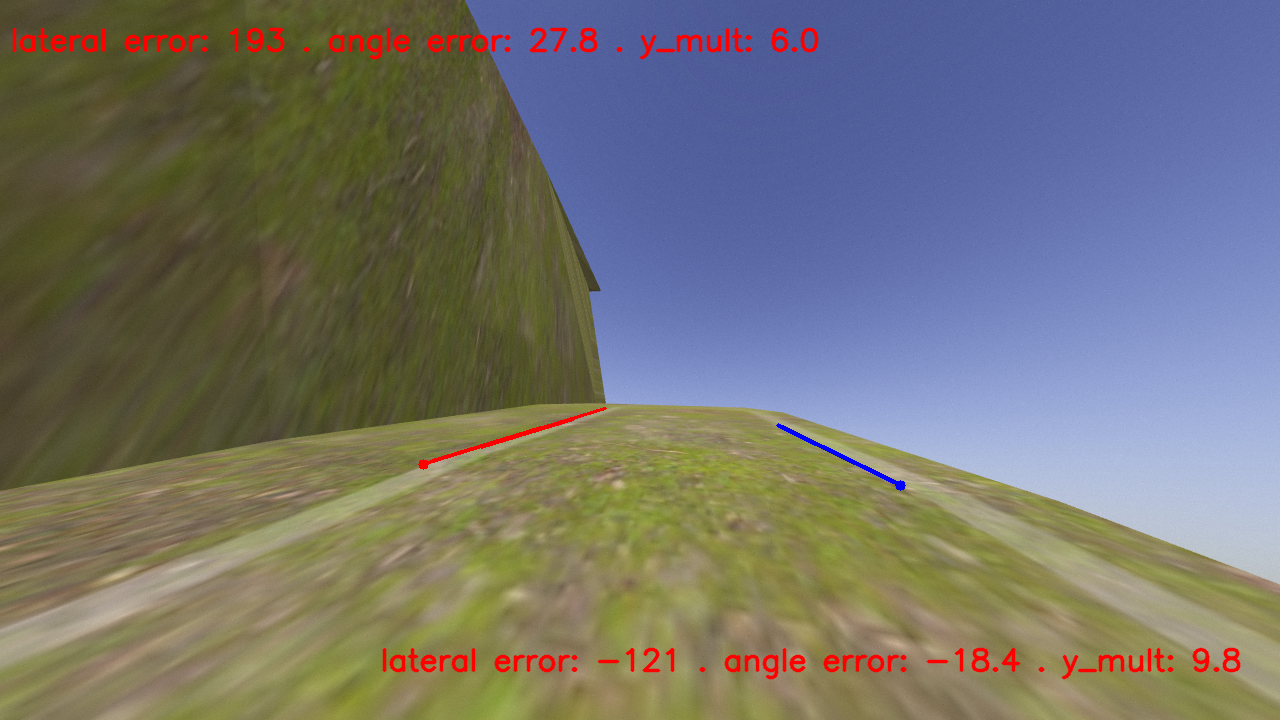 lateral error: 193 . angle error: 27.8 . y_mult: 6.0
lateral error: −121 . angle error: −18.4 . y_mult: 9.8